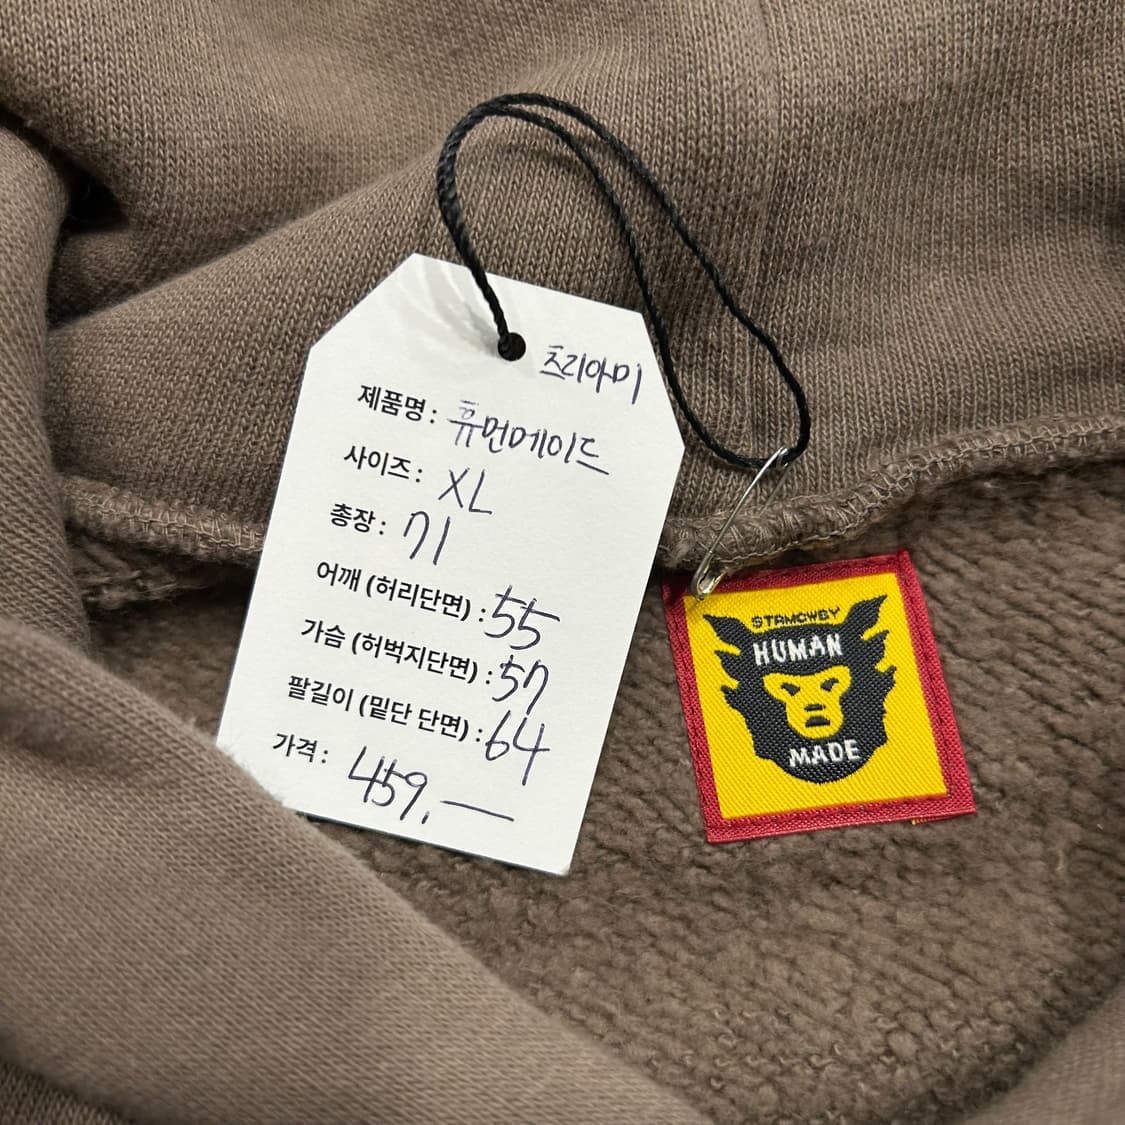 츠리아미
제품명 : 휴먼메이드
사이즈 : XL
총장 : 71
어깨 (허리단면) : 55
가슴 (허벅지단면) : 57
팔길이 (밑단 단면) : 64
가격 : 459.—
STRMCWBY
HUMAN
MADE